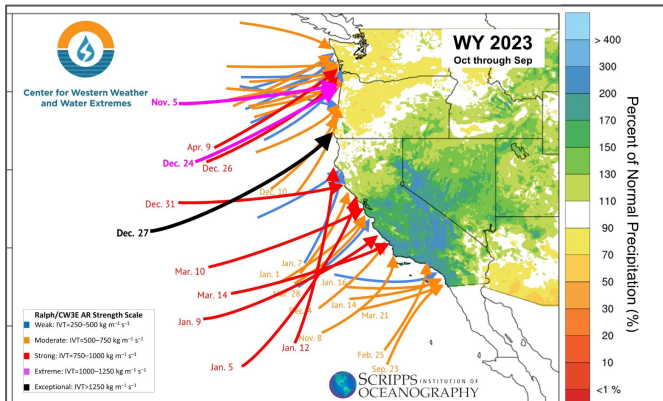 Center for Western Weather
and Water Extremes
WY 2023
Oct through Sep
Nov. 5
Apr. 9
Dec. 24
Dec. 26
Dec. 10
Dec. 31
Dec. 27
Jan. 7
Mar. 10
Jan. 1
Jan. 16
Mar. 28
Mar. 14
Jan. 14
Mar. 21
Jan. 9
Nov. 8
Jan. 12
Jan. 5
Feb. 25
Sep. 23
Ralph/CW3E AR Strength Scale
Weak: IVT=250–500 kg m⁻¹ s⁻¹
Moderate: IVT=500–750 kg m⁻¹ s⁻¹
Strong: IVT=750–1000 kg m⁻¹ s⁻¹
Extreme: IVT=1000–1250 kg m⁻¹ s⁻¹
Exceptional: IVT>1250 kg m⁻¹ s⁻¹
SCRIPPS INSTITUTION OF
OCEANOGRAPHY
> 400
300
200
170
150
130
110
90
70
50
30
20
10
<1 %
Percent of Normal Precipitation (%)